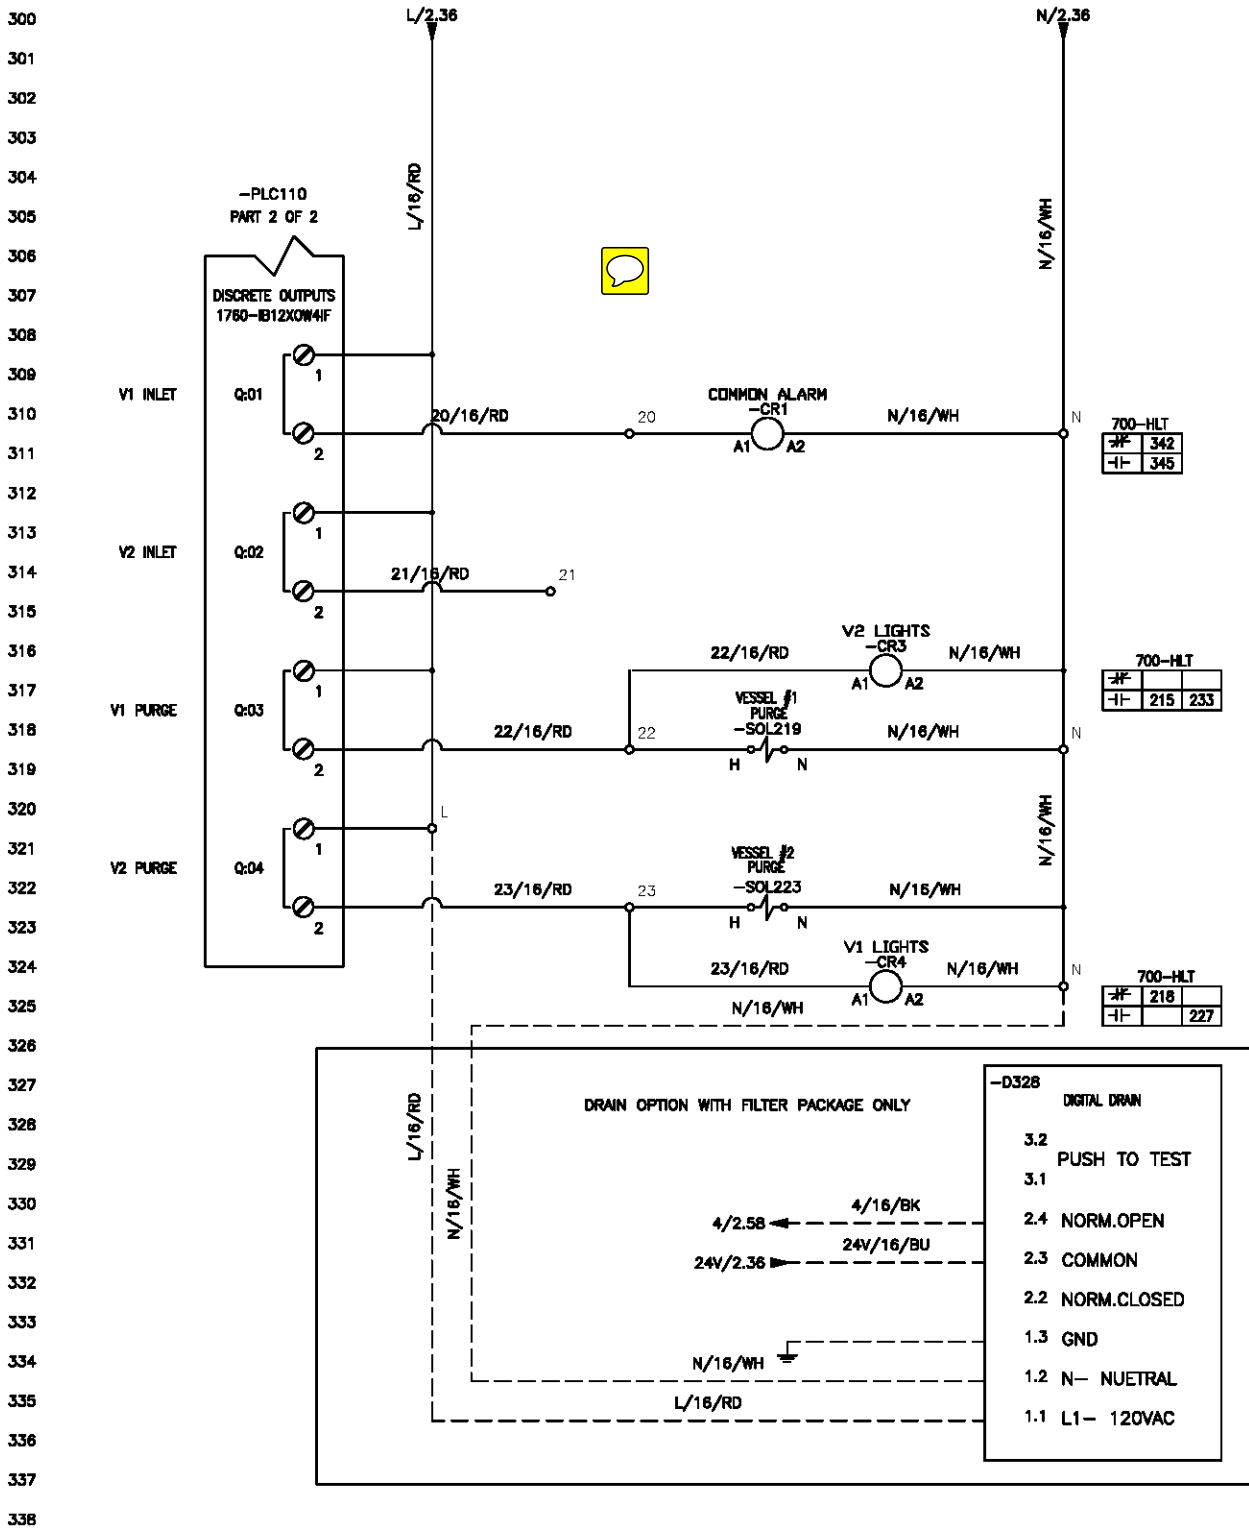 300 L/2.36 N/2.36
301
302
303
304
L/16/RD
N/16/WH
-PLC110
305 PART 2 OF 2
306
307 DISCRETE OUTPUTS
1760-IB12XOW4IF
308
309 1
V1 INLET Q:01 COMMON ALARM
310 20/16/RD 20 -CR1 N/16/WH N 700-HLT
342
311 2 A1 A2 345
312
313 1
V2 INLET Q:02
314 21/16/RD 21
315 2
316 V2 LIGHTS
22/16/RD -CR3 N/16/WH 700-HLT
317 1 A1 A2
215 233
V1 PURGE Q:03 VESSEL #1
PURGE
318 22/16/RD 22 -SOL219 N/16/WH N
319 2 H N
320 L
N/16/WH
321 1
V2 PURGE Q:04 VESSEL #2
PURGE
322 23/16/RD 23 -SOL223 N/16/WH
323 2 H N
V1 LIGHTS
324 23/16/RD -CR4 N/16/WH N 700-HLT
218
325 N/16/WH A1 A2 227
326
327 -D328
DRAIN OPTION WITH FILTER PACKAGE ONLY DIGITAL DRAIN
328 L/16/RD 3.2
329 PUSH TO TEST
3.1
330 N/16/WH 4/16/BK
4/2.58 2.4 NORM.OPEN
331 24V/16/BU
24V/2.36 2.3 COMMON
332
2.2 NORM.CLOSED
333
1.3 GND
334 N/16/WH
1.2 N- NUETRAL
335 L/16/RD
1.1 L1- 120VAC
336
337
338